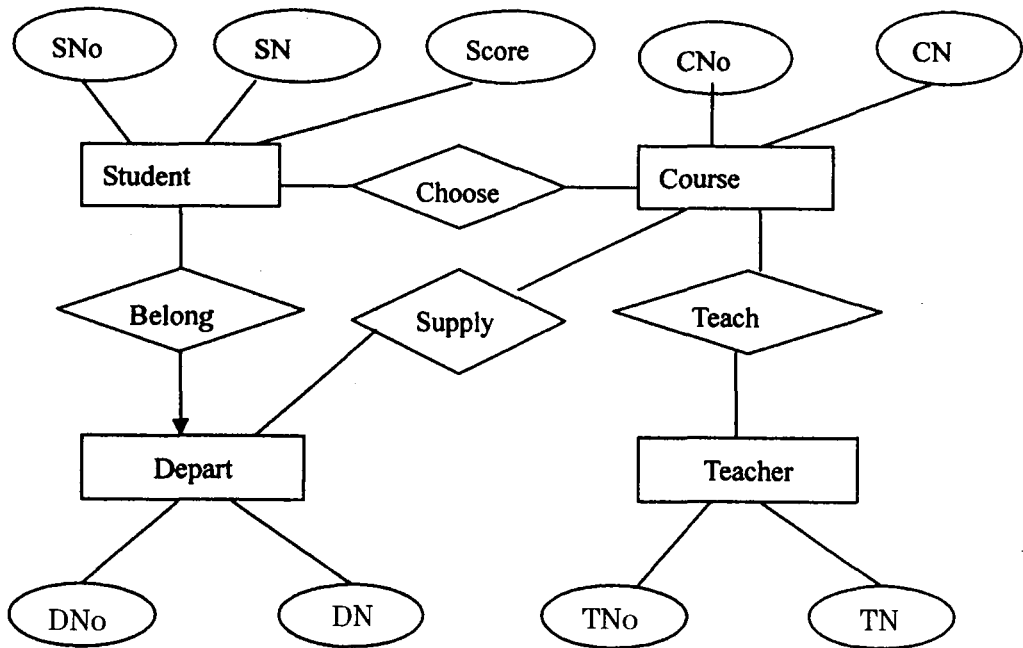 SNo
SN
Score
CNo
CN
Student
Choose
Course
Belong
Supply
Teach
Depart
Teacher
DNo
DN
TNo
TN